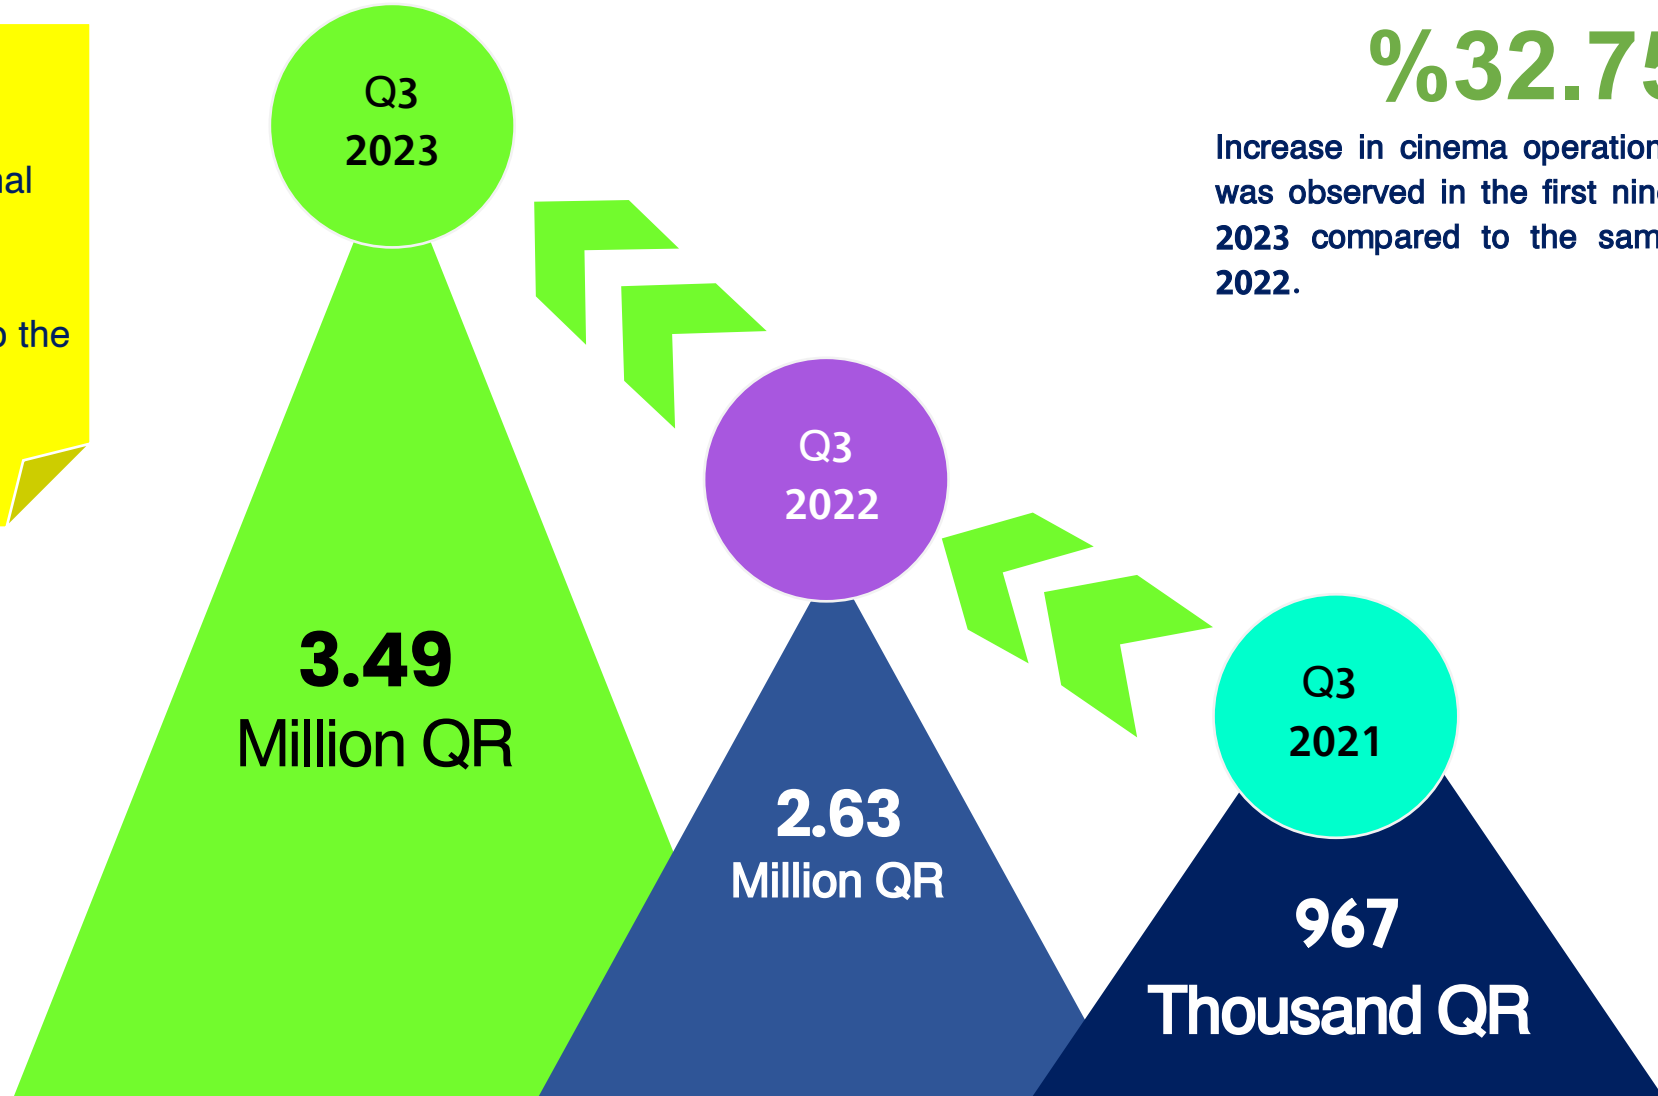 nal
o the
Q3
2023
3.49
Million QR
Q3
2022
2.63
Million QR
Q3
2021
967
Thousand QR
%32.75
Increase in cinema operation
was observed in the first nin
2023 compared to the sam
2022.